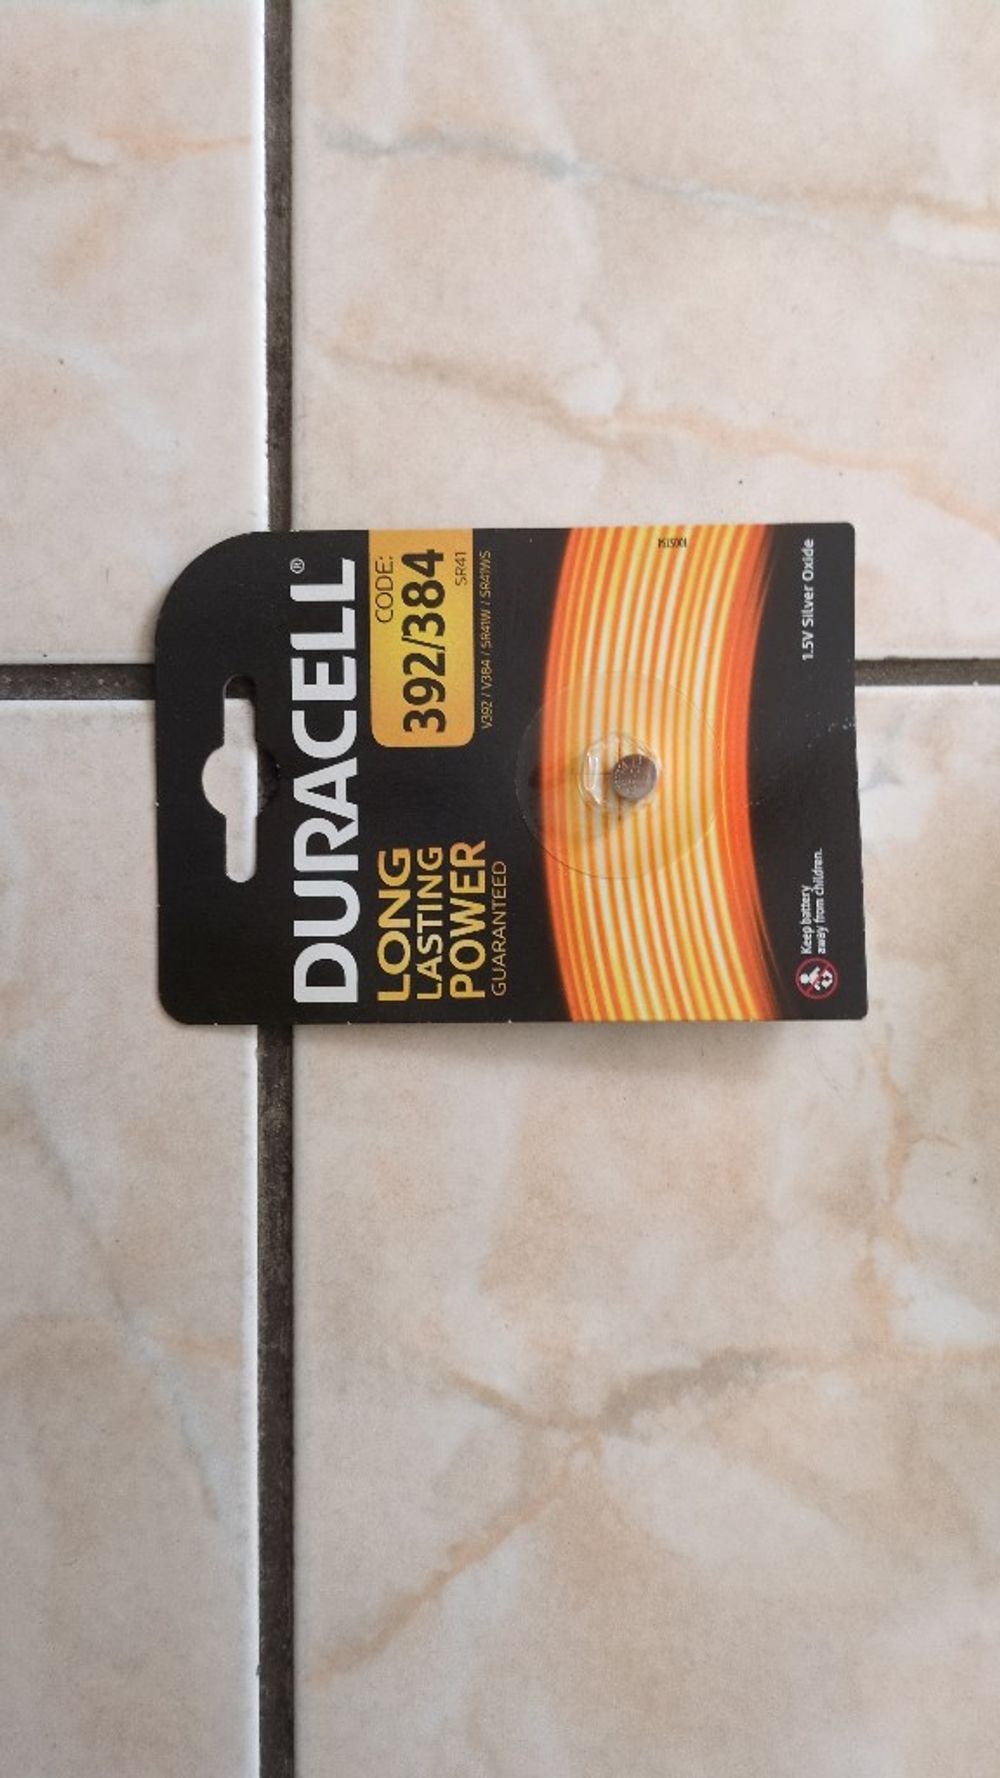 DURACELL®
LONG
LASTING
POWER
GUARANTEED
CODE:
392/384
SR41
V392 / V384 / SR41W / SR41WS
1005154
Keep battery
away from children.
1.5V Silver Oxide